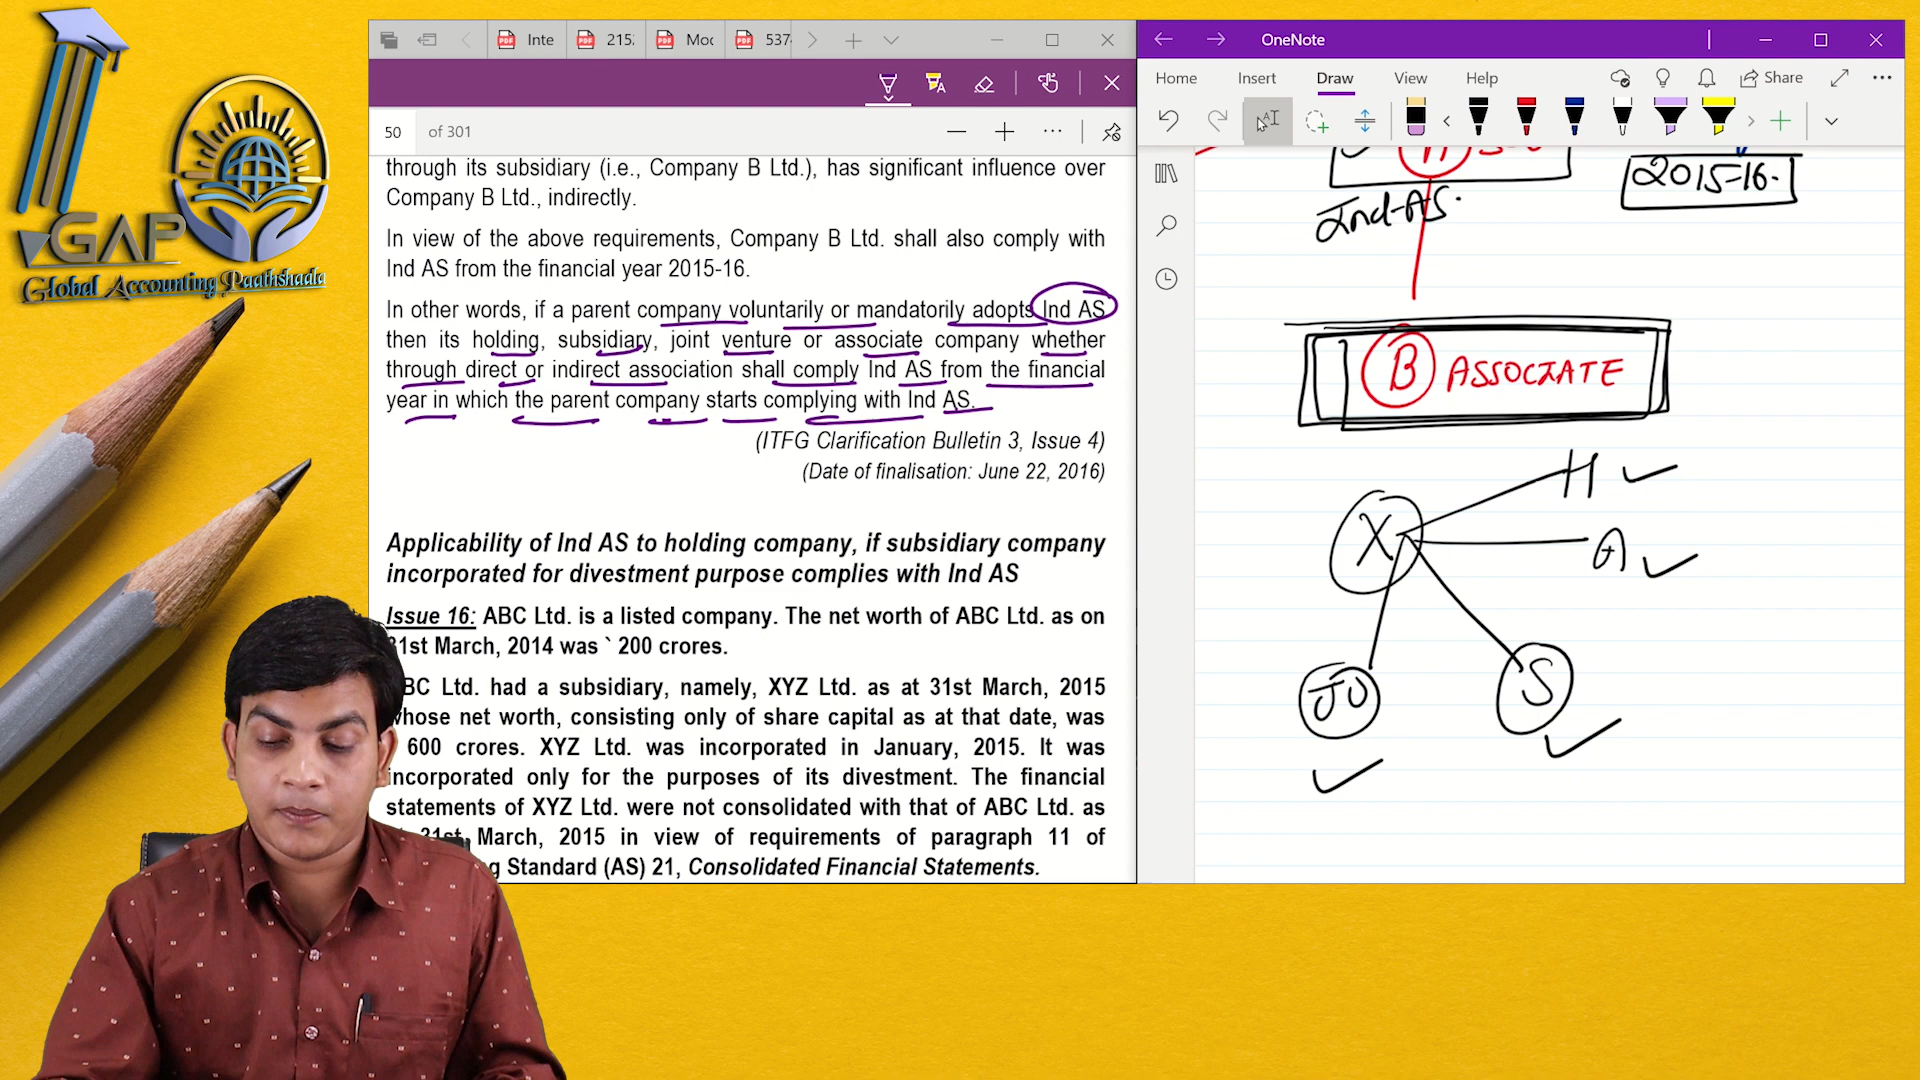 GAP
Global Accounting Paathshaala
Inte
215
Moc
537
50 of 301
through its subsidiary (i.e., Company B Ltd.), has significant influence over
Company B Ltd., indirectly.
In view of the above requirements, Company B Ltd. shall also comply with
Ind AS from the financial year 2015-16.
In other words, if a parent company voluntarily or mandatorily adopts Ind AS
then its holding, subsidiary, joint venture or associate company whether
through direct or indirect association shall comply Ind AS from the financial
year in which the parent company starts complying with Ind AS.
(ITFG Clarification Bulletin 3, Issue 4)
(Date of finalisation: June 22, 2016)
Applicability of Ind AS to holding company, if subsidiary company
incorporated for divestment purpose complies with Ind AS
Issue 16: ABC Ltd. is a listed company. The net worth of ABC Ltd. as on
31st March, 2014 was ` 200 crores.
BC Ltd. had a subsidiary, namely, XYZ Ltd. as at 31st March, 2015
whose net worth, consisting only of share capital as at that date, was
600 crores. XYZ Ltd. was incorporated in January, 2015. It was
incorporated only for the purposes of its divestment. The financial
statements of XYZ Ltd. were not consolidated with that of ABC Ltd. as
31st March, 2015 in view of requirements of paragraph 11 of
g Standard (AS) 21, Consolidated Financial Statements.
OneNote
Home Insert Draw View Help Share
2015-16.
Ind-AS.
B ASSOCIATE
H
X
A
JV
S